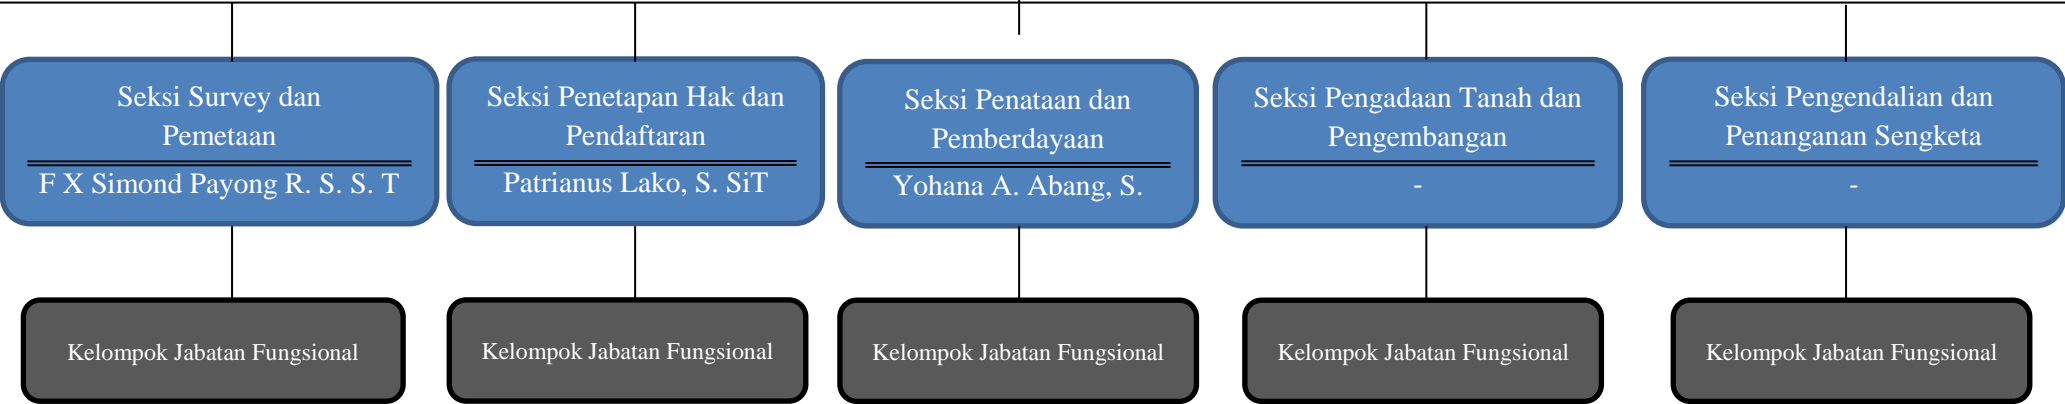 Seksi Survey dan
Pemetaan
F X Simond Payong R. S. S. T
Seksi Penetapan Hak dan
Pendaftaran
Patrianus Lako, S. SiT
Seksi Penataan dan
Pemberdayaan
Yohana A. Abang, S.
Seksi Pengadaan Tanah dan
Pengembangan
-
Seksi Pengendalian dan
Penanganan Sengketa
-
Kelompok Jabatan Fungsional
Kelompok Jabatan Fungsional
Kelompok Jabatan Fungsional
Kelompok Jabatan Fungsional
Kelompok Jabatan Fungsional